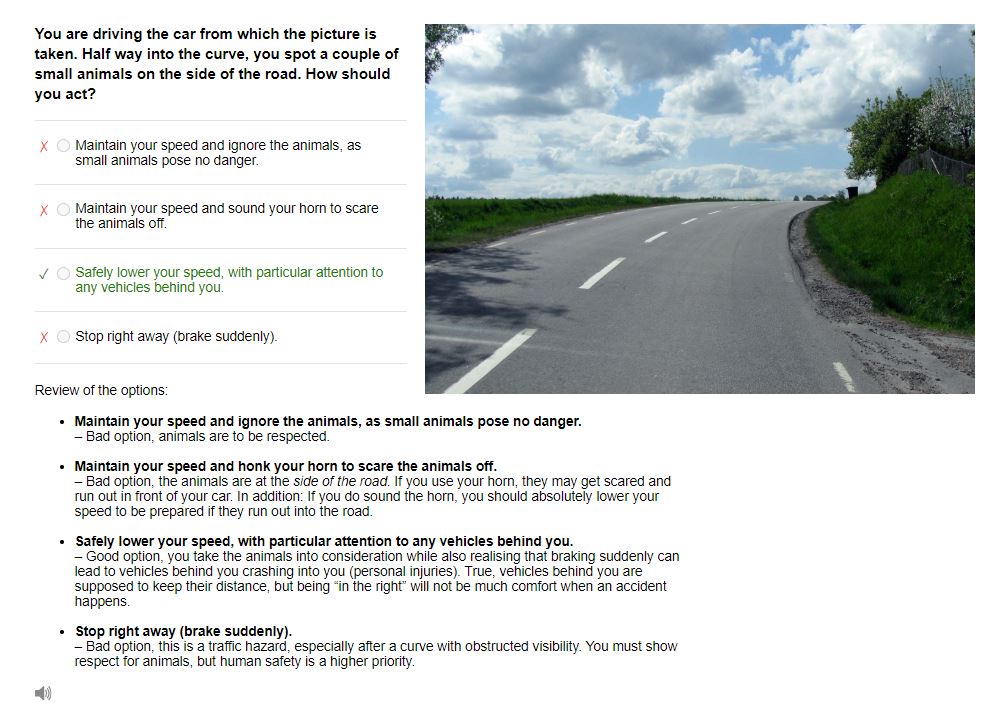 You are driving the car from which the picture is
taken. Half way into the curve, you spot a couple of
small animals on the side of the road. How should
you act?
X Maintain your speed and ignore the animals, as
small animals pose no danger.
X Maintain your speed and sound your horn to scare
the animals off.
✓ Safely lower your speed, with particular attention to
any vehicles behind you.
X Stop right away (brake suddenly).
Review of the options:
• Maintain your speed and ignore the animals, as small animals pose no danger.
– Bad option, animals are to be respected.
• Maintain your speed and honk your horn to scare the animals off.
– Bad option, the animals are at the side of the road. If you use your horn, they may get scared and
run out in front of your car. In addition: If you do sound the horn, you should absolutely lower your
speed to be prepared if they run out into the road.
• Safely lower your speed, with particular attention to any vehicles behind you.
– Good option, you take the animals into consideration while also realising that braking suddenly can
lead to vehicles behind you crashing into you (personal injuries). True, vehicles behind you are
supposed to keep their distance, but being “in the right” will not be much comfort when an accident
happens.
• Stop right away (brake suddenly).
– Bad option, this is a traffic hazard, especially after a curve with obstructed visibility. You must show
respect for animals, but human safety is a higher priority.